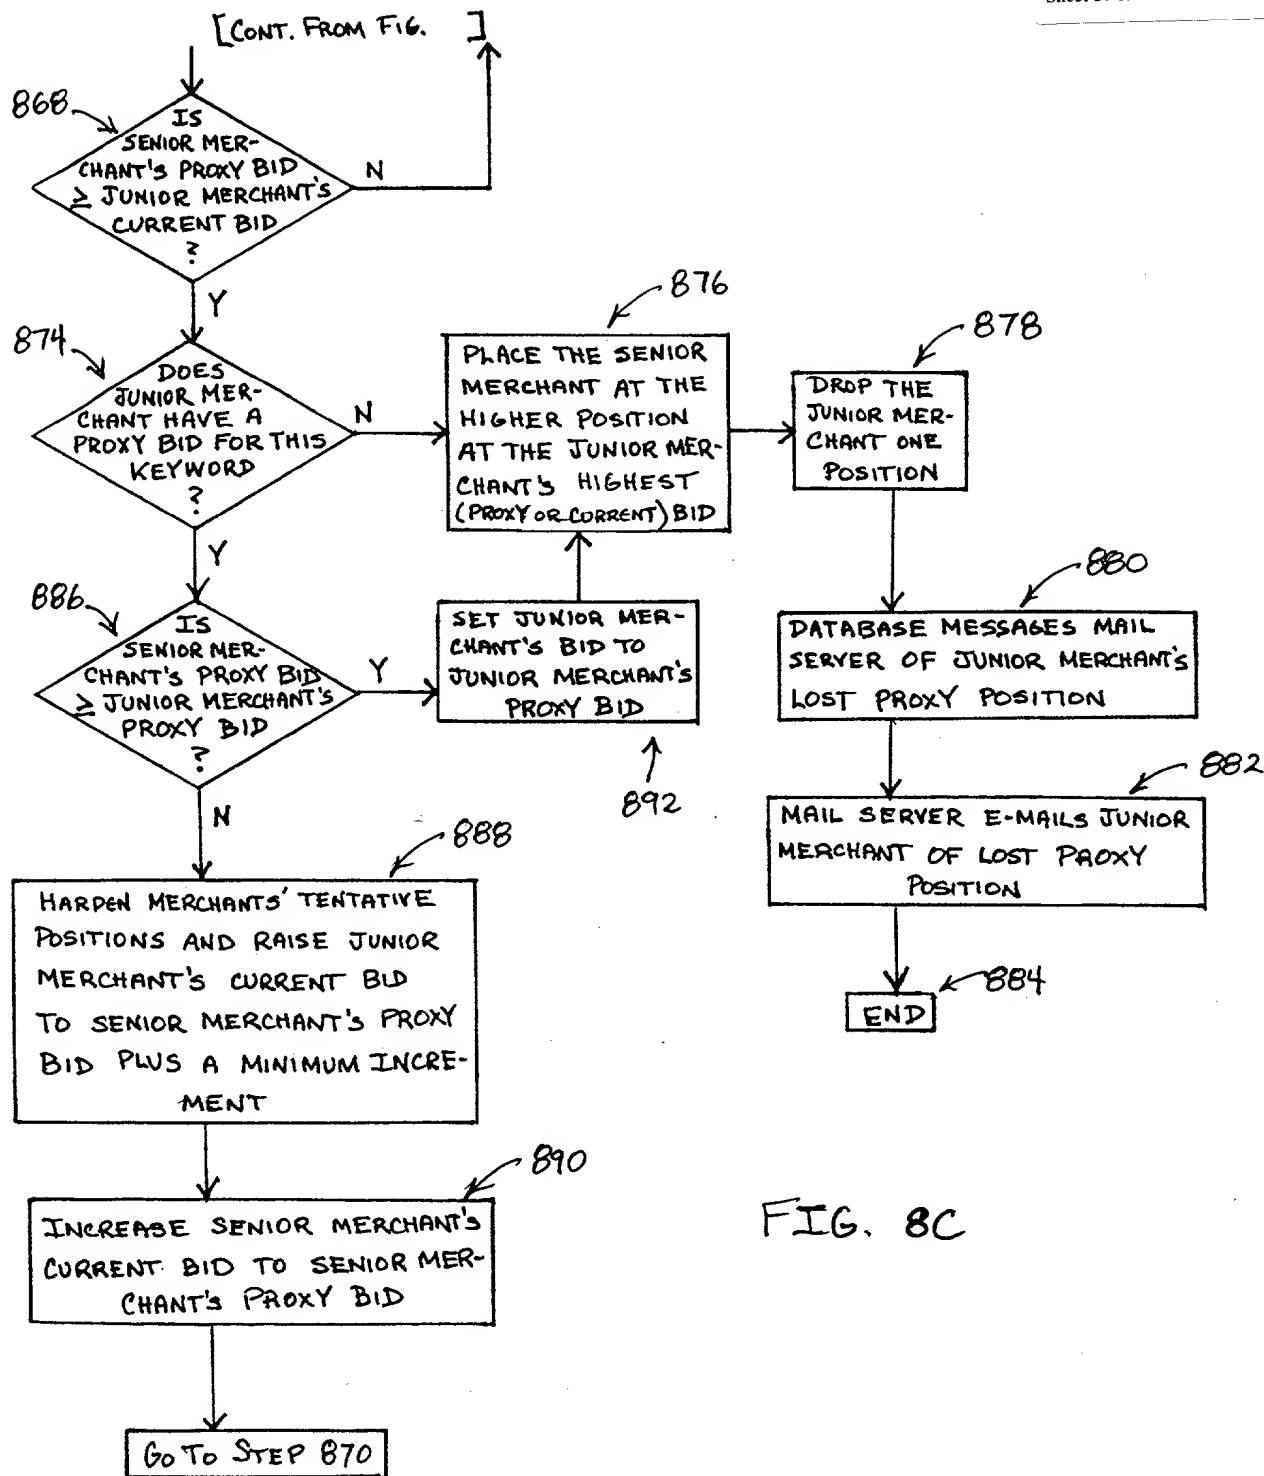 [CONT. FROM FIG. ]
868
IS
SENIOR MER-
CHANT'S PROXY BID
≥ JUNIOR MERCHANT'S
CURRENT BID
?
N
Y
874
DOES
JUNIOR MER-
CHANT HAVE A
PROXY BID FOR THIS
KEYWORD
?
N
Y
876
PLACE THE SENIOR
MERCHANT AT THE
HIGHER POSITION
AT THE JUNIOR MER-
CHANT'S HIGHEST
(PROXY OR CURRENT) BID
878
DROP THE
JUNIOR MER-
CHANT ONE
POSITION
880
DATABASE MESSAGES MAIL
SERVER OF JUNIOR MERCHANT'S
LOST PROXY POSITION
882
MAIL SERVER E-MAILS JUNIOR
MERCHANT OF LOST PROXY
POSITION
884
END
886
IS
SENIOR MER-
CHANT'S PROXY BID
≥ JUNIOR MERCHANT'S
PROXY BID
?
Y
N
SET JUNIOR MER-
CHANT'S BID TO
JUNIOR MERCHANT'S
PROXY BID
892
888
HARDEN MERCHANTS' TENTATIVE
POSITIONS AND RAISE JUNIOR
MERCHANT'S CURRENT BID
TO SENIOR MERCHANT'S PROXY
BID PLUS A MINIMUM INCRE-
MENT
890
INCREASE SENIOR MERCHANT'S
CURRENT BID TO SENIOR MER-
CHANT'S PROXY BID
GO TO STEP 870
FIG. 8C